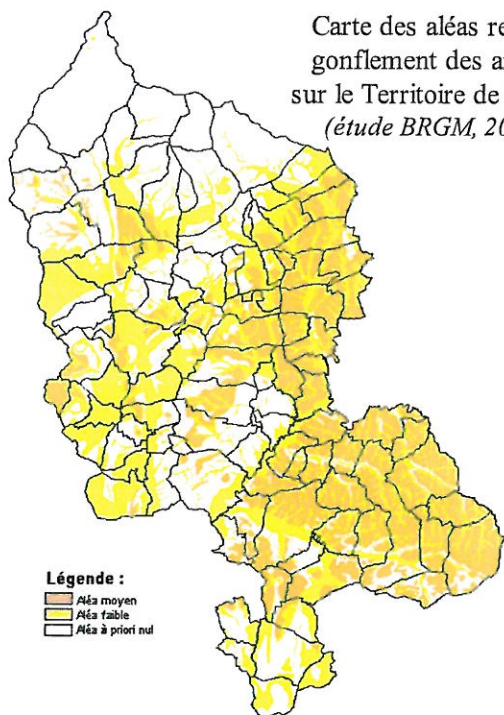 Carte des aléas re
gonflement des a
sur le Territoire de
(étude BRGM, 20
Légende :
Aléa moyen
Aléa faible
Aléa à priori nul